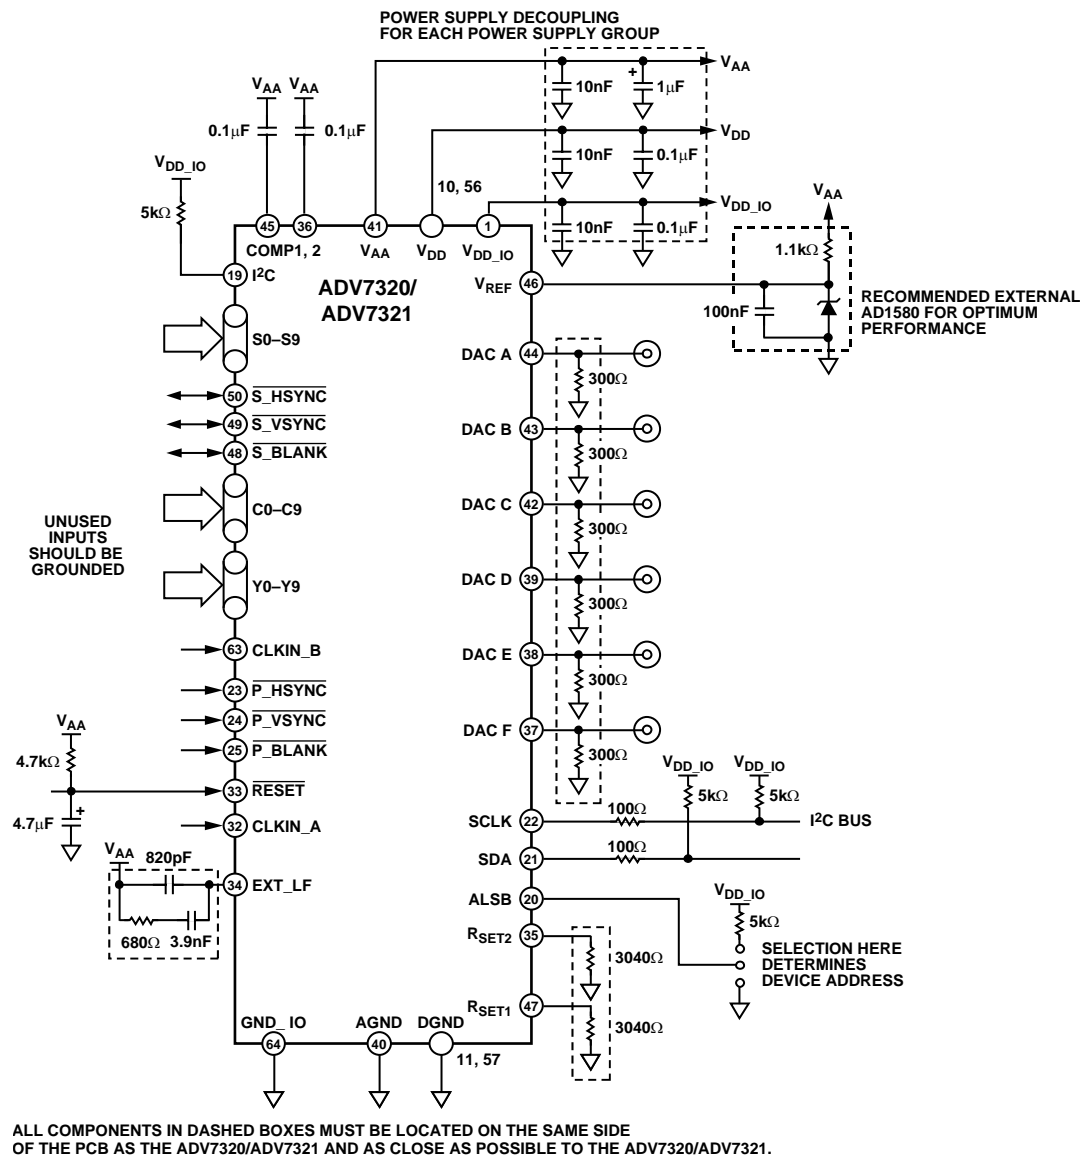 POWER SUPPLY DECOUPLING
FOR EACH POWER SUPPLY GROUP
VAA
10nF
1μF
VAA
VAA
0.1μF
0.1μF
VDD
10nF
0.1μF
VDD_IO
5kΩ
10, 56
VDD_IO
10nF
0.1μF
VAA
1.1kΩ
45
36
41
1
COMP1, 2
VAA
VDD
VDD_IO
19
I2C
ADV7320/
ADV7321
VREF
46
100nF
RECOMMENDED EXTERNAL
AD1580 FOR OPTIMUM
PERFORMANCE
S0–S9
DAC A
44
300Ω
50
S_HSYNC
49
S_VSYNC
DAC B
43
300Ω
48
S_BLANK
C0–C9
DAC C
42
300Ω
UNUSED
INPUTS
SHOULD BE
GROUNDED
Y0–Y9
DAC D
39
300Ω
63
CLKIN_B
DAC E
38
300Ω
23
P_HSYNC
24
P_VSYNC
VAA
DAC F
37
300Ω
25
P_BLANK
4.7kΩ
33
RESET
VDD_IO
VDD_IO
5kΩ
5kΩ
4.7μF
32
CLKIN_A
SCLK
22
100Ω
I2C BUS
VAA
820pF
SDA
21
100Ω
34
EXT_LF
680Ω
3.9nF
ALSB
20
VDD_IO
5kΩ
RSET2
35
3040Ω
SELECTION HERE
DETERMINES
DEVICE ADDRESS
RSET1
47
3040Ω
GND_ IO
AGND
DGND
64
40
11, 57
ALL COMPONENTS IN DASHED BOXES MUST BE LOCATED ON THE SAME SIDE
OF THE PCB AS THE ADV7320/ADV7321 AND AS CLOSE AS POSSIBLE TO THE ADV7320/ADV7321.